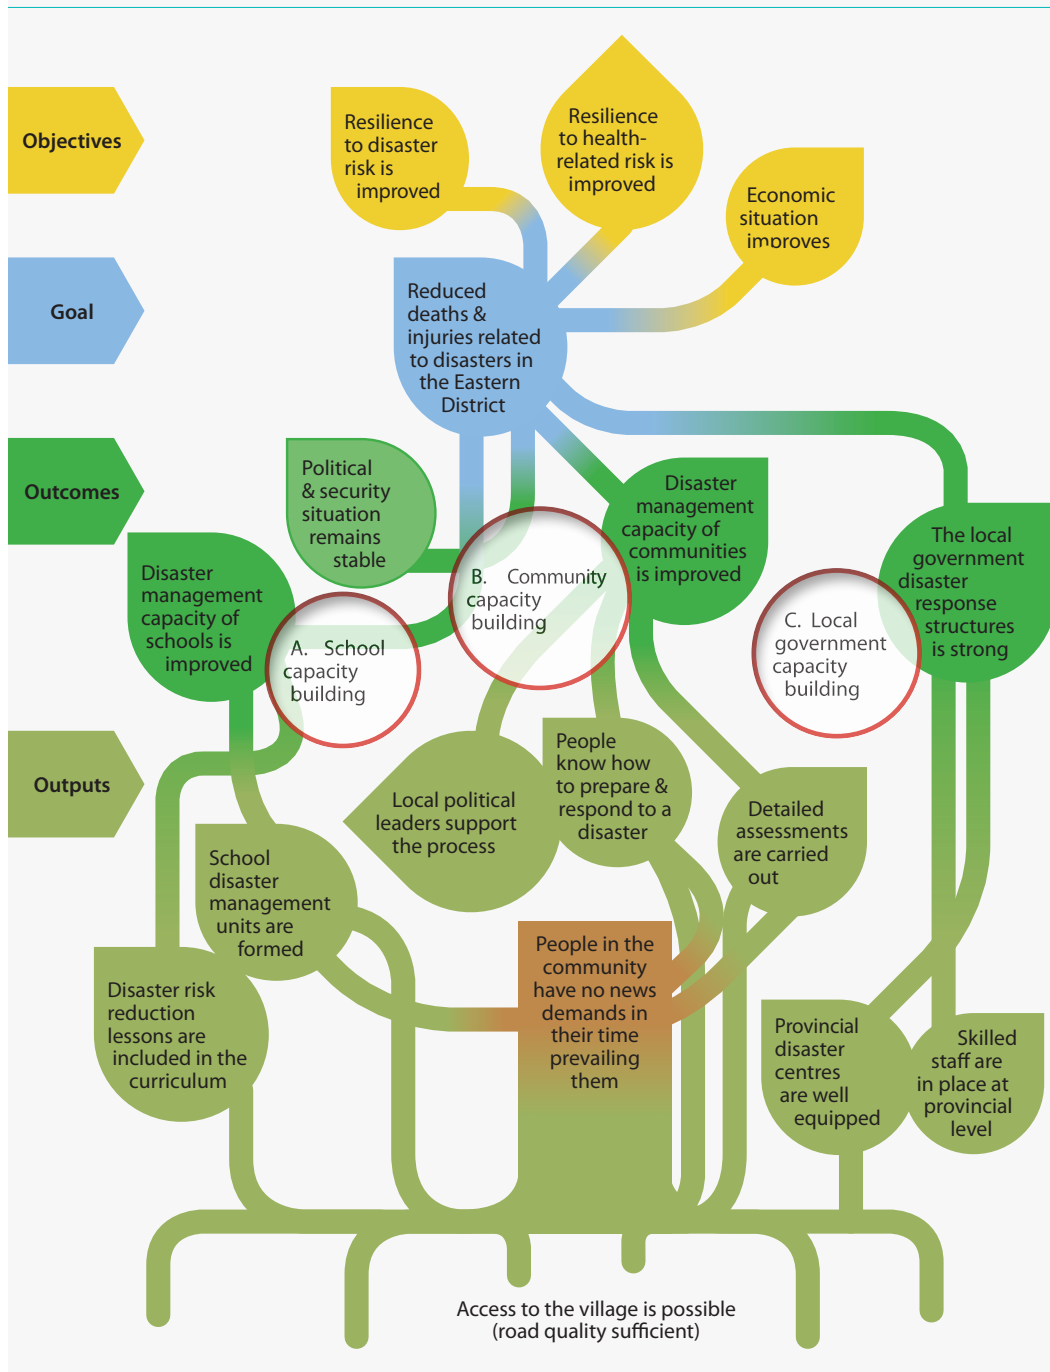 Objectives
Resilience
to disaster
risk is
improved
Resilience
to health-
related risk is
improved
Economic
situation
improves
Goal
Reduced
deaths &
injuries related
to disasters in
the Eastern
District
Outcomes
Political
& security
situation
remains
stable
Disaster
management
capacity of
communities
is improved
The local
government
disaster
response
structures
is strong
Disaster
management
capacity of
schools is
improved
A. School
capacity
building
B. Community
capacity
building
C. Local
government
capacity
building
Outputs
Local political
leaders support
the process
People
know how
to prepare &
respond to a
disaster
Detailed
assessments
are carried
out
School
disaster
management
units are
formed
People in the
community
have no news
demands in
their time
prevailing
them
Disaster risk
reduction
lessons are
included in the
curriculum
Provincial
disaster
centres
are well
equipped
Skilled
staff are
in place at
provincial
level
Access to the village is possible
(road quality sufficient)